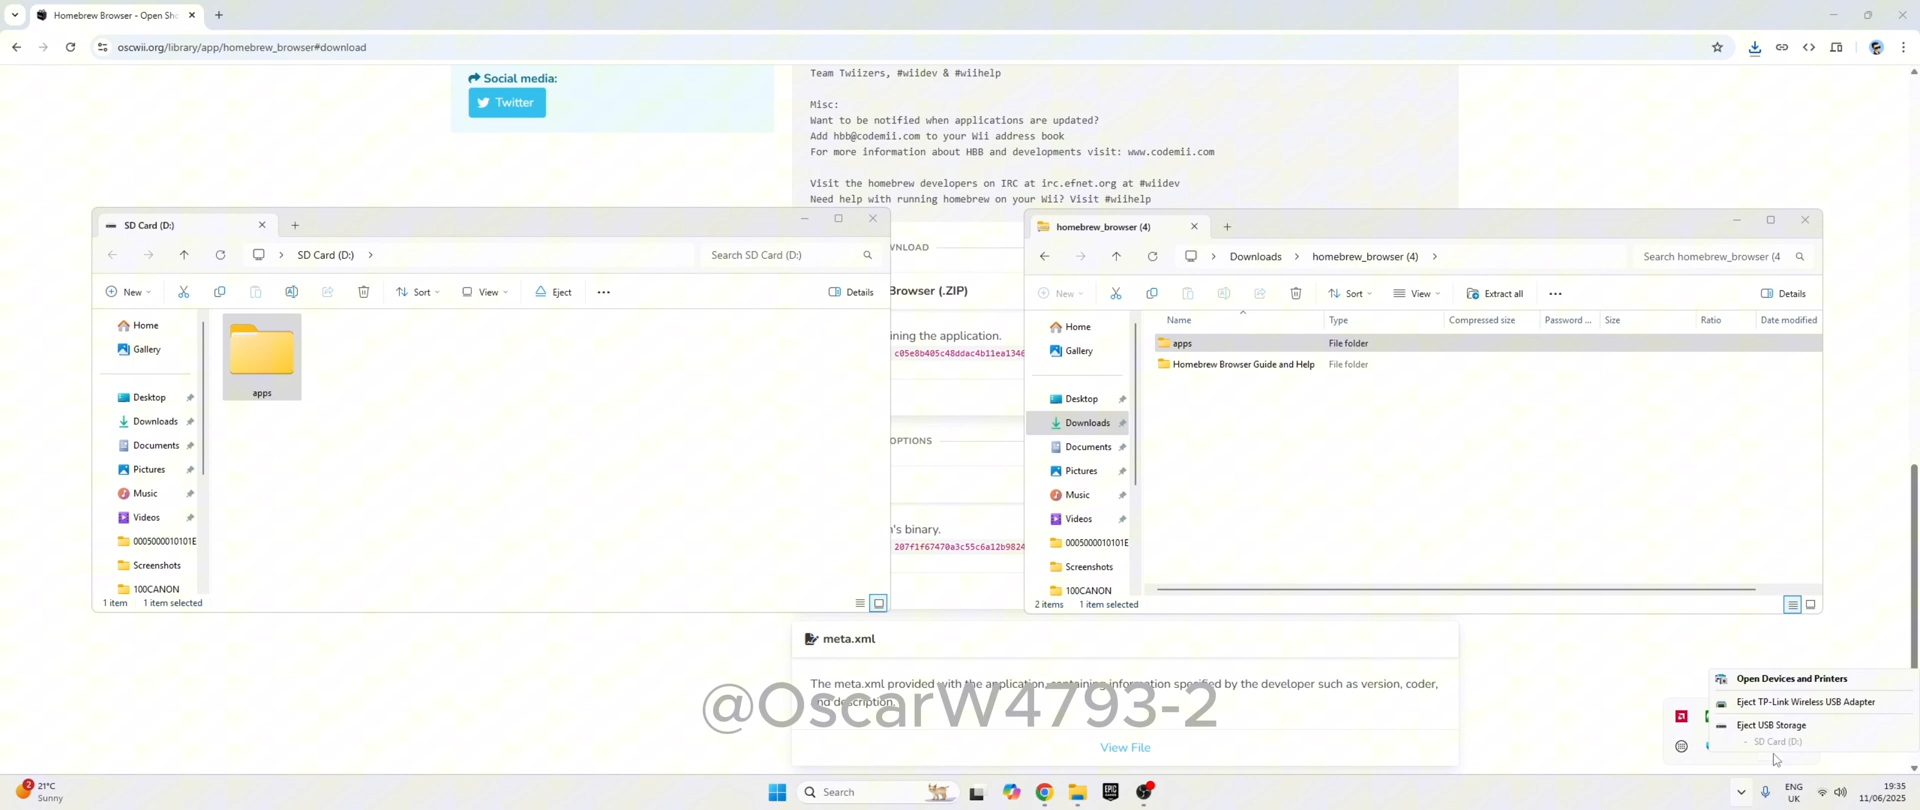 Homebrew Browser - Open Sho
oscwii.org/library/app/homebrew_browser#download
Social media:
Twitter
Team Twiizers, #wiidev & #wiihelp
Misc:
Want to be notified when applications are updated?
Add hbb@codemii.com to your Wii address book
For more information about HBB and developments visit: www.codemii.com
Visit the homebrew developers on IRC at irc.efnet.org at #wiidev
Need help with running homebrew on your Wii? Visit #wiihelp
SD Card (D:)
SD Card (D:)
Search SD Card (D:)
New
Sort
View
Eject
Details
Home
Gallery
Desktop
Downloads
Documents
Pictures
Music
Videos
0005000010101E
Screenshots
100CANON
apps
1 item
1 item selected
WNLOAD
Browser (.ZIP)
ining the application.
c05e8b405c48ddac4b11ea1346
OPTIONS
n's binary.
207f1f67470a3c55c6a12b9824
homebrew_browser (4)
Downloads
homebrew_browser (4)
Search homebrew_browser (4
New
Sort
View
Extract all
Details
Home
Gallery
Desktop
Downloads
Documents
Pictures
Music
Videos
0005000010101E
Screenshots
100CANON
Name
Type
Compressed size
Password ...
Size
Ratio
Date modified
apps
File folder
Homebrew Browser Guide and Help
File folder
2 items
1 item selected
meta.xml
The meta.xml provided with the application, containing information specified by the developer such as version, coder,
and description.
View File
@OscarW4793-2
Open Devices and Printers
Eject TP-Link Wireless USB Adapter
Eject USB Storage
- SD Card (D:)
2
21°C
Sunny
Search
EPIC
ENG
UK
19:35
11/06/2025